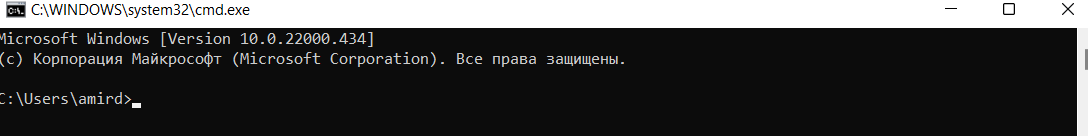 C:\WINDOWS\system32\cmd.exe
Microsoft Windows [Version 10.0.22000.434]
(c) Корпорация Майкрософт (Microsoft Corporation). Все права защищены.
C:\Users\amird>